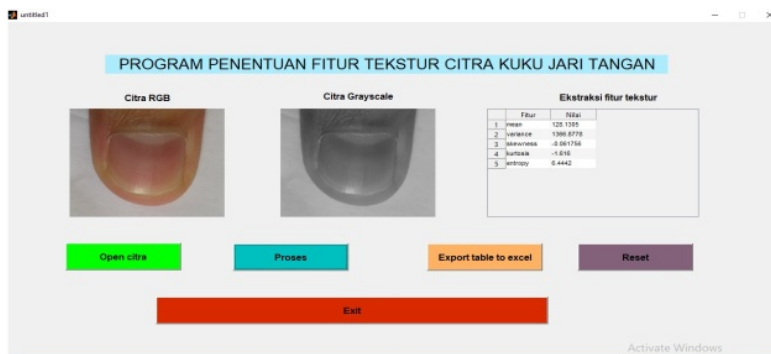 untitled1
PROGRAM PENENTUAN FITUR TEKSTUR CITRA KUKU JARI TANGAN
Citra RGB
Citra Grayscale
Ekstraksi fitur tekstur
Fitur Nilai
1 mean 128.1305
2 variance 1366.8778
3 skewness -0.061756
4 kurtosis -1.616
5 entropy 6.4442
Open citra
Proses
Export table to excel
Reset
Exit
Activate Windows